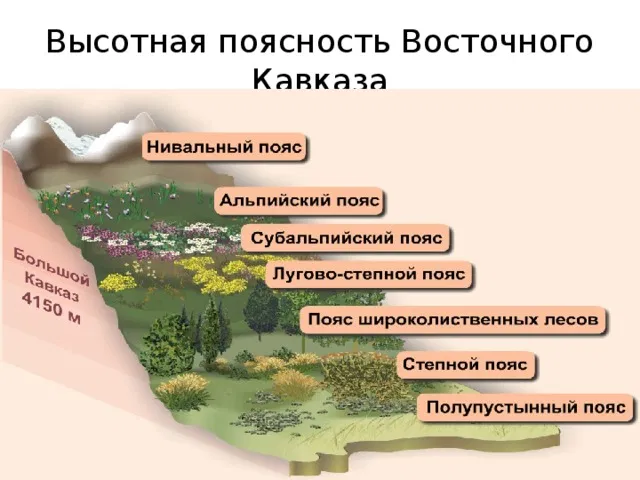 Высотная поясность Восточного
Кавказа
Нивальный пояс
Альпийский пояс
Субальпийский пояс
Лугово-степной пояс
Большой
Кавказ
4150 м
Пояс широколиственных лесов
Степной пояс
Полупустынный пояс